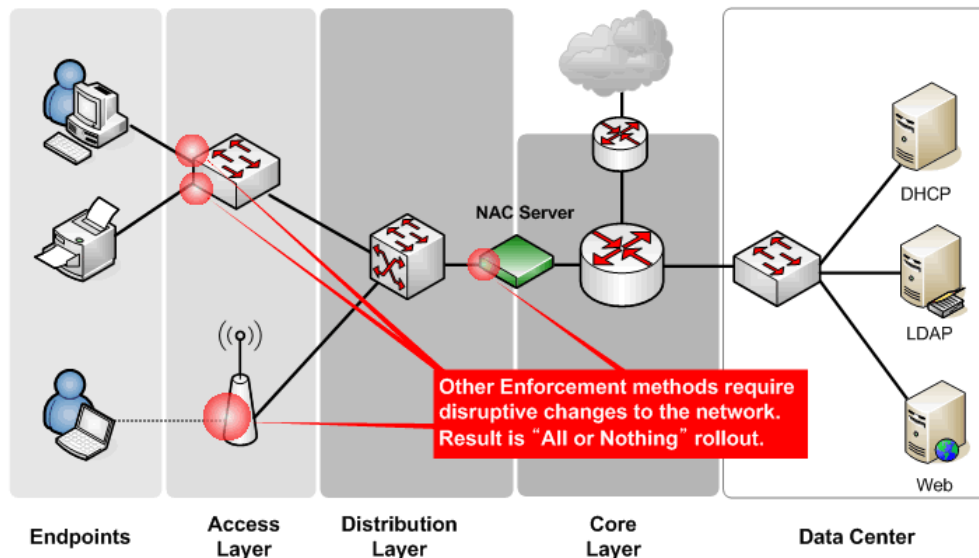 DHCP
NAC Server
LDAP
Other Enforcement methods require
disruptive changes to the network.
Result is “All or Nothing” rollout.
Web
Endpoints
Access
Layer
Distribution
Layer
Core
Layer
Data Center